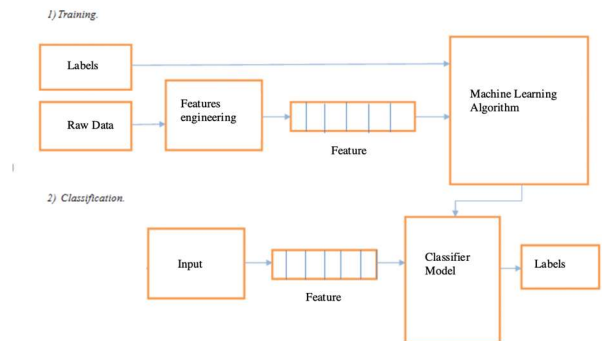 1) Training.
Labels
Raw Data
Features
engineering
Feature
Machine Learning
Algorithm
2) Classification.
Input
Feature
Classifier
Model
Labels